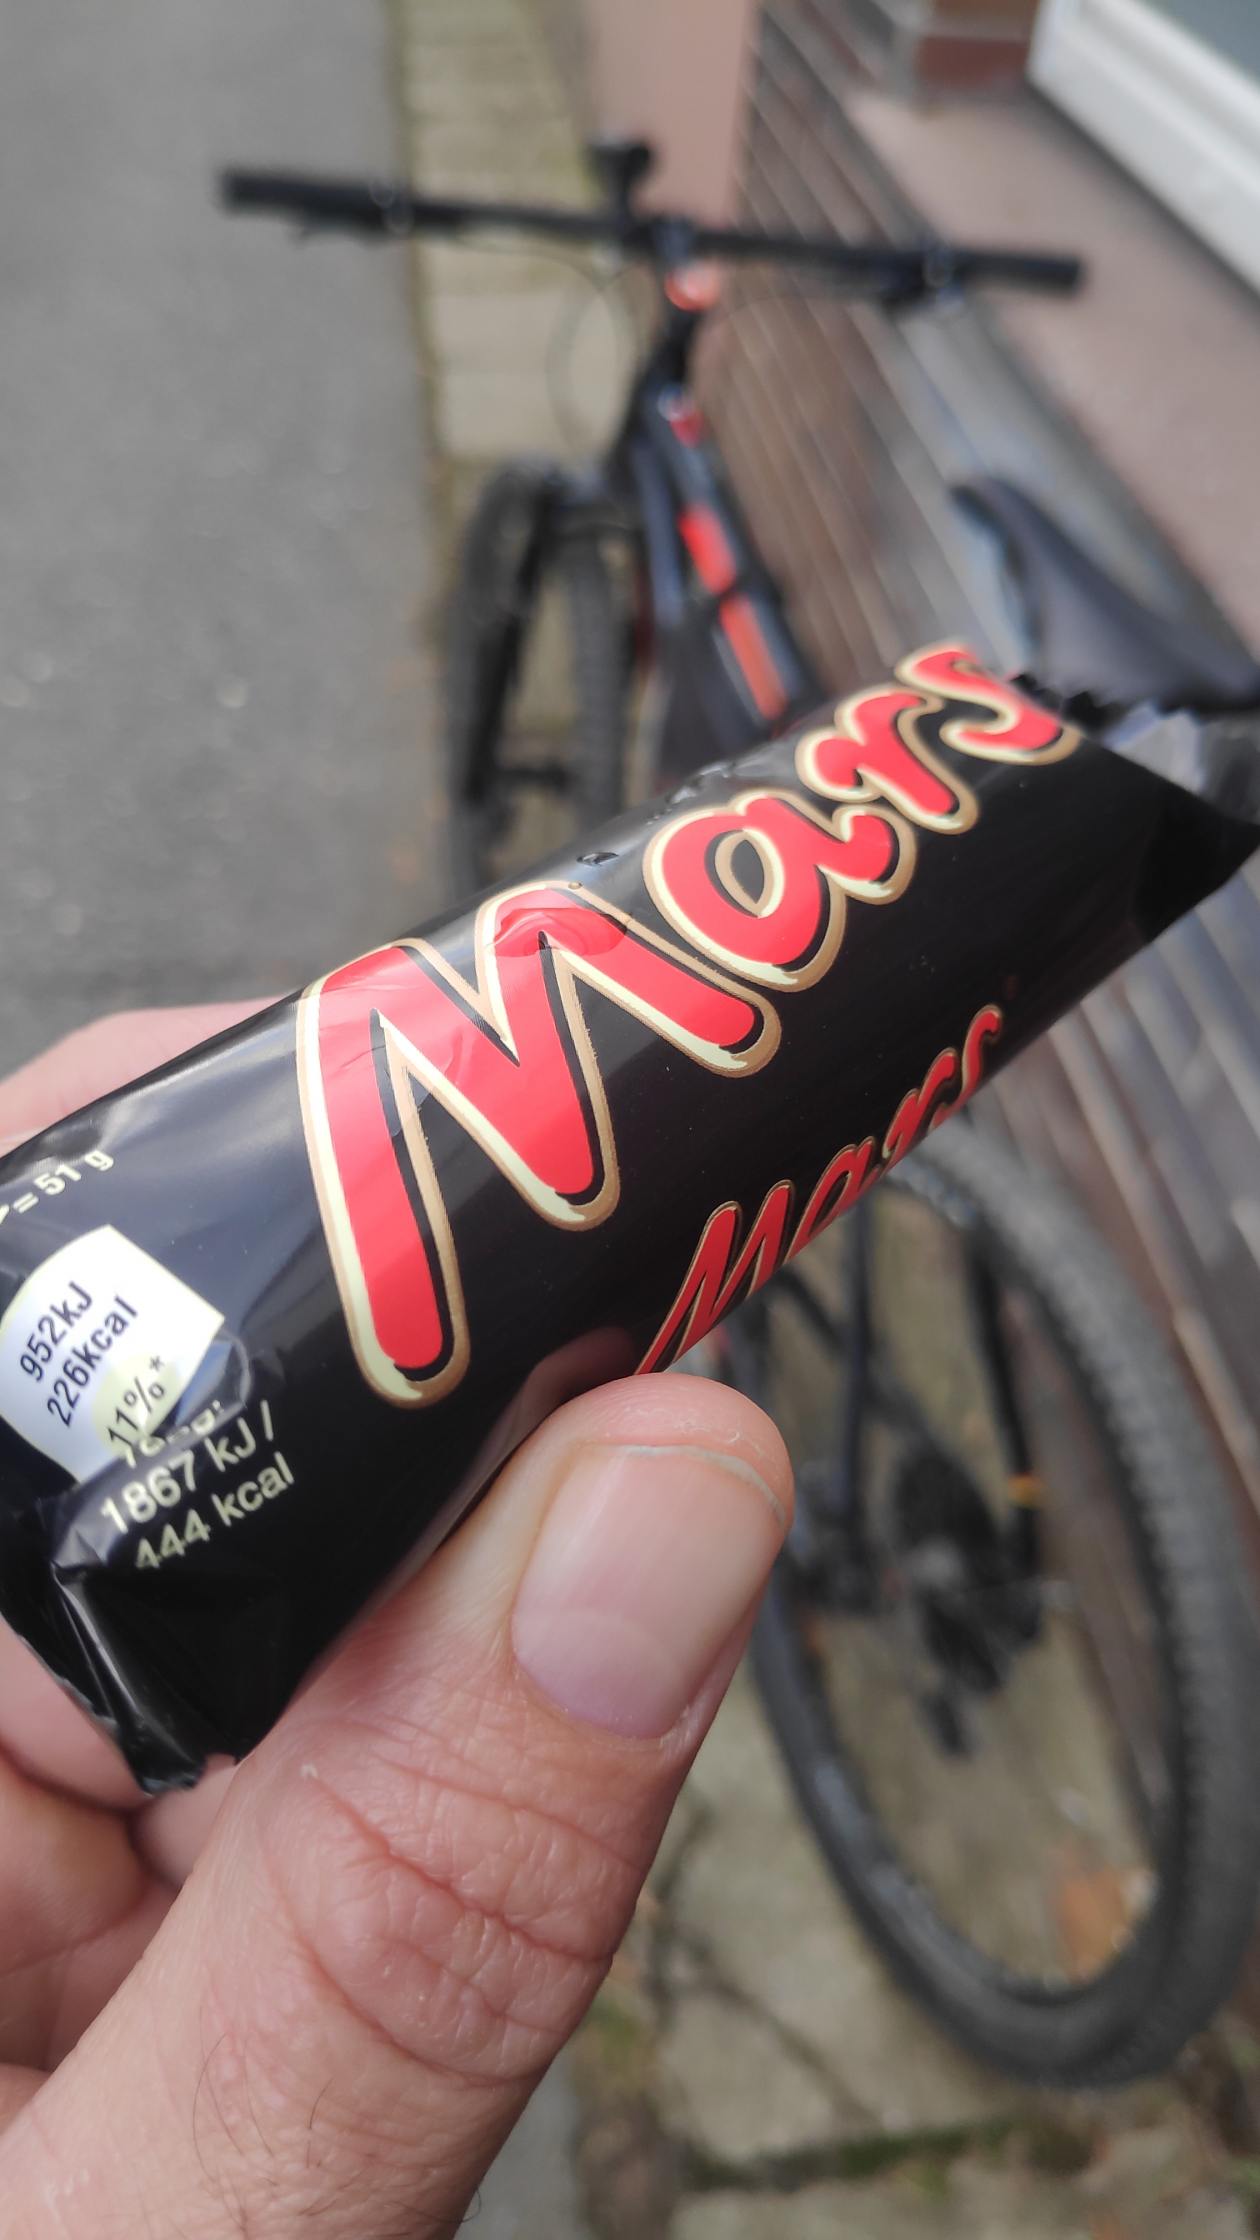 Mars
Mars
= 51 g
952kJ
226kcal
11%*
1867 kJ /
444 kcal